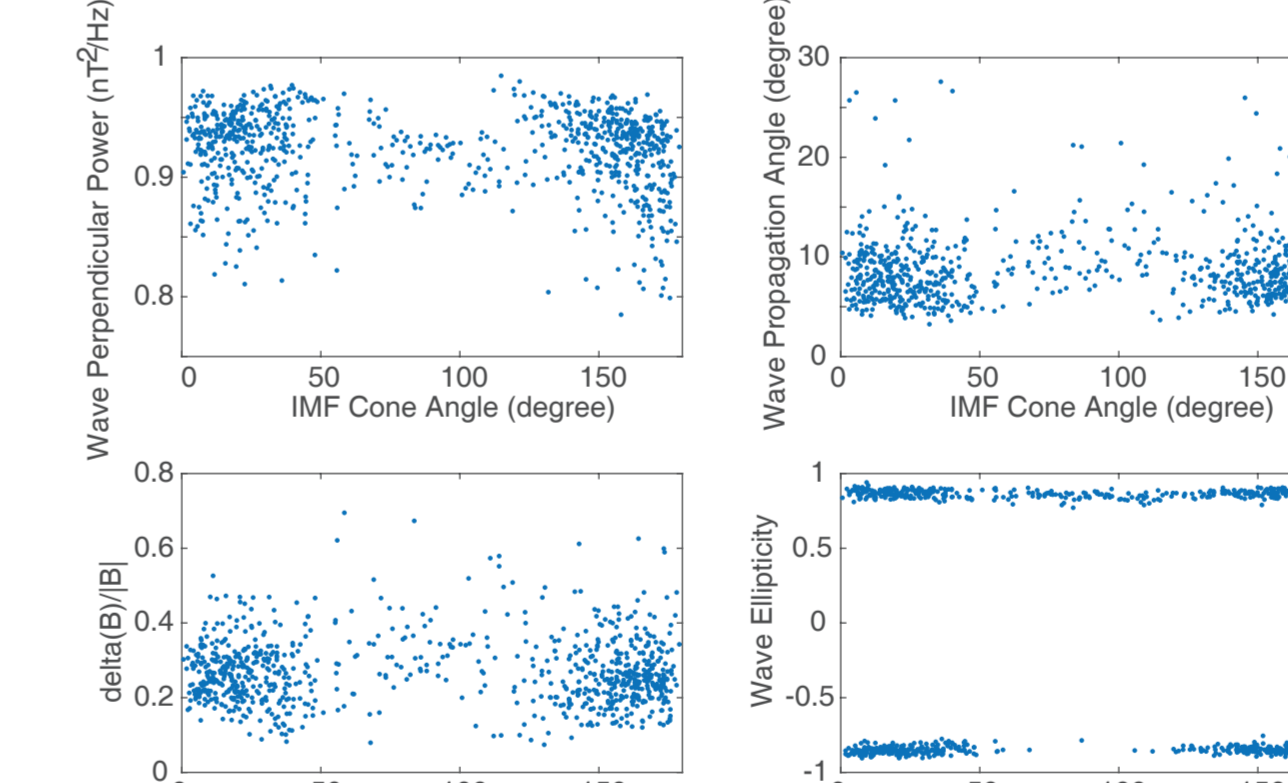 Wave Perpendicular Power (nT2/Hz)
1
0.9
0.8
0 50 100 150
IMF Cone Angle (degree)
Wave Propagation Angle (degree)
30
20
10
0
0 50 100 150
IMF Cone Angle (degree)
delta(B)/|B|
0.8
0.6
0.4
0.2
0
Wave Ellipticity
1
0.5
0
-0.5
-1